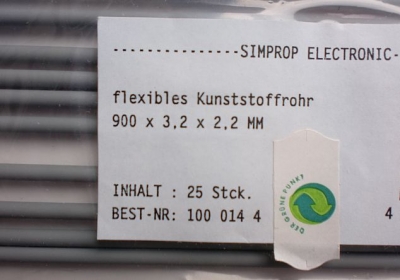 ---------------SIMPROP ELECTRONIC-
flexibles Kunststoffrohr
900 x 3,2 x 2,2 MM
INHALT : 25 Stck.
BEST-NR: 100 014 4
4
DER GRÜNE PUNKT